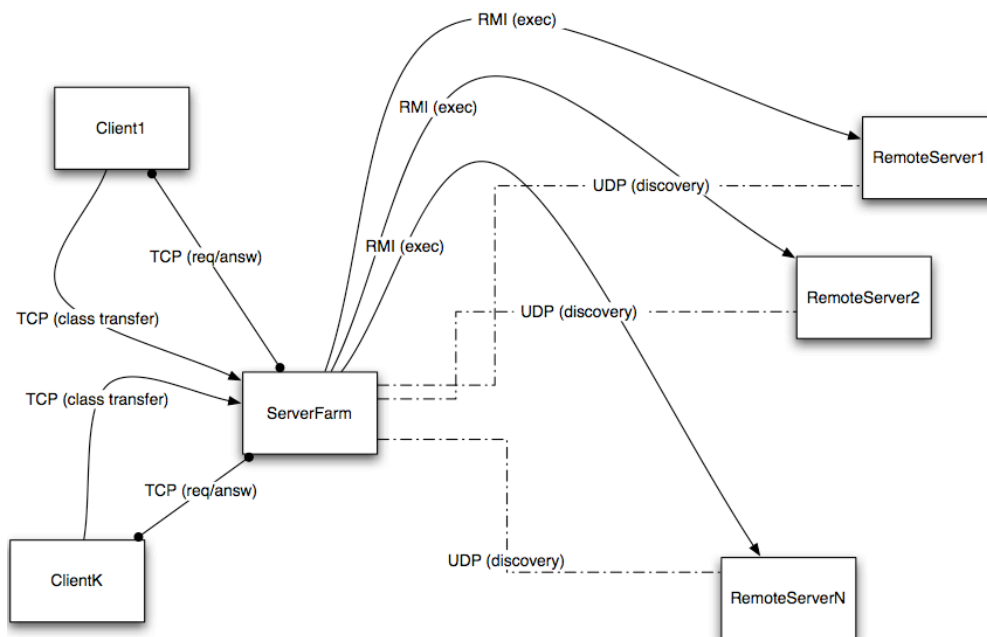 RMI (exec)
Client1
RMI (exec)
RemoteServer1
UDP (discovery)
RMI (exec)
TCP (req/answ)
RemoteServer2
UDP (discovery)
TCP (class transfer)
TCP (class transfer)
ServerFarm
TCP (req/answ)
UDP (discovery)
ClientK
RemoteServerN